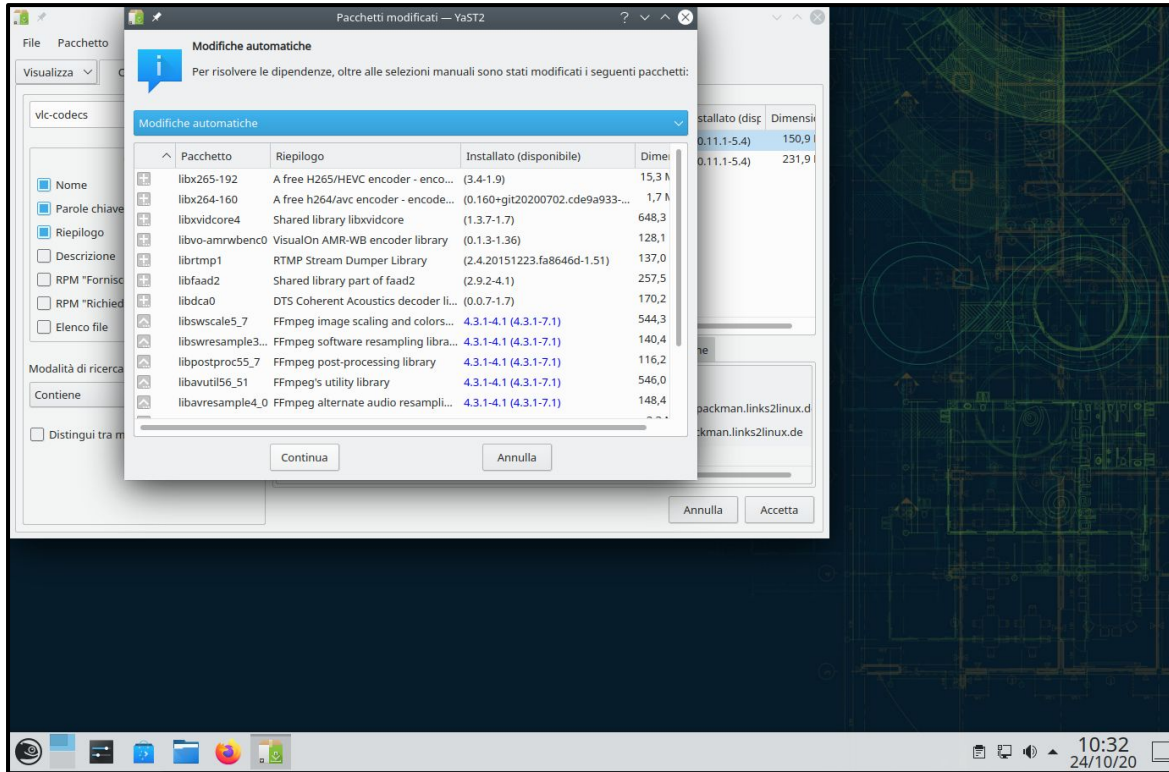 Pacchetti modificati — YaST2
File Pacchetto
Modifiche automatiche
Visualizza
Per risolvere le dipendenze, oltre alle selezioni manuali sono stati modificati i seguenti pacchetti:
vlc-codecs
Modifiche automatiche
Pacchetto Riepilogo Installato (disponibile)
libx265-192 A free H265/HEVC encoder - enco... (3.4-1.9) 15,3
libx264-160 A free h264/avc encoder - encode... (0.160+git20200702.cde9a933-... 1,7
libxvidcore4 Shared library libxvidcore (1.3.7-1.7) 648,3
libvo-amrwbenc0 VisualOn AMR-WB encoder library (0.1.3-1.36) 128,1
librtmp1 RTMP Stream Dumper Library (2.4.20151223.fa8646d-1.51) 137,0
libfaad2 Shared library part of faad2 (2.9.2-4.1) 257,5
libdca0 DTS Coherent Acoustics decoder li... (0.0.7-1.7) 170,2
libswscale5_7 FFmpeg image scaling and colors... 4.3.1-4.1 (4.3.1-7.1) 544,3
libswresample3... FFmpeg software resampling libra... 4.3.1-4.1 (4.3.1-7.1) 140,4
libpostproc55_7 FFmpeg post-processing library 4.3.1-4.1 (4.3.1-7.1) 116,2
libavutil56_51 FFmpeg's utility library 4.3.1-4.1 (4.3.1-7.1) 546,0
libavresample4_0 FFmpeg alternate audio resampli... 4.3.1-4.1 (4.3.1-7.1) 148,4
Continua Annulla
Nome
Parole chiave
Riepilogo
Descrizione
RPM "Fornisc
RPM "Richied
Elenco file
Modalità di ricerca
Contiene
Distingui tra m
stallato (disp Dimensio
0.11.1-5.4) 150,9
0.11.1-5.4) 231,9
packman.links2linux.d
kman.links2linux.de
Annulla Accetta
10:32
24/10/20